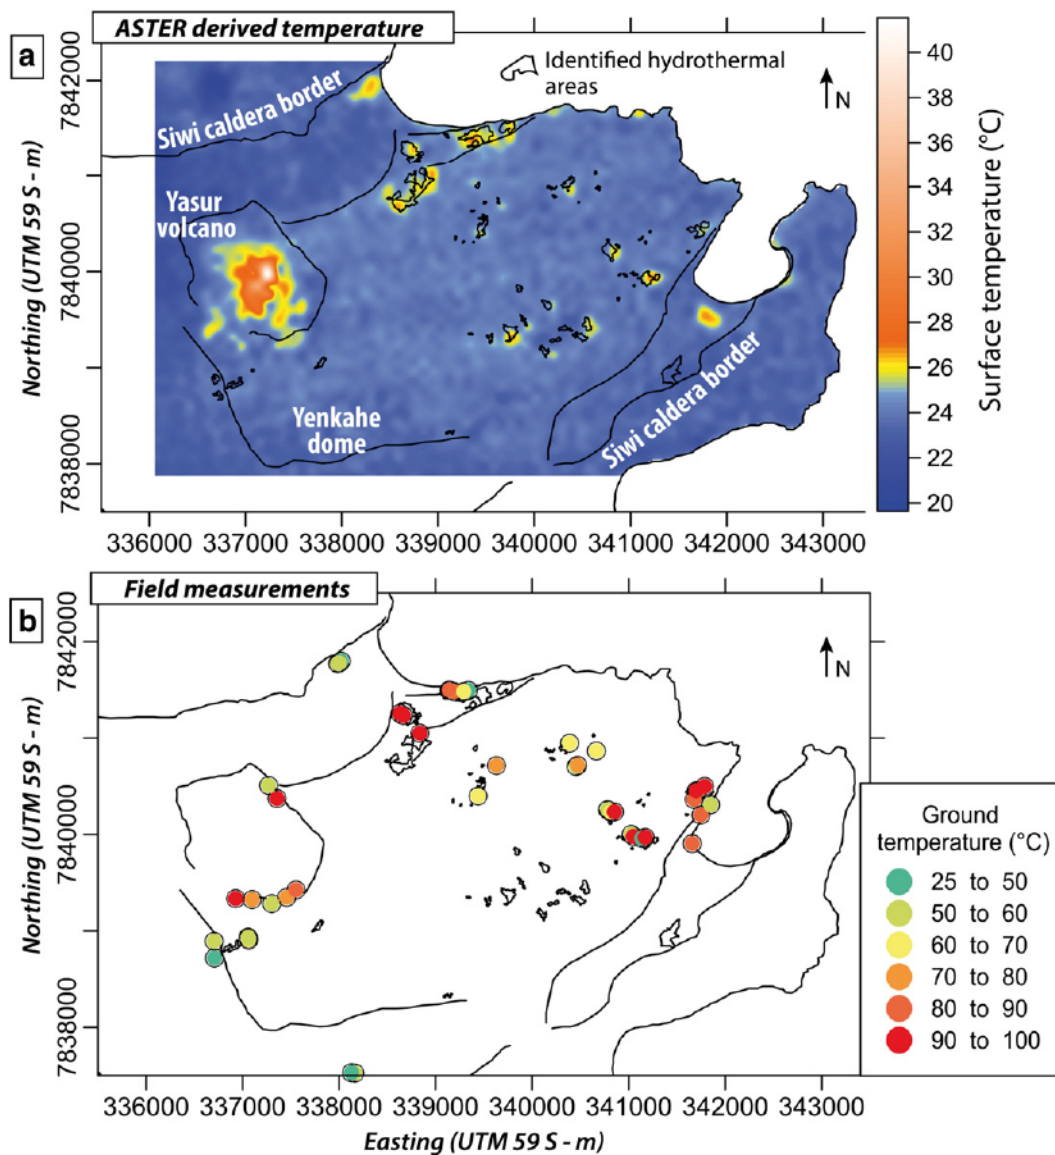 a
ASTER derived temperature
Identified hydrothermal
areas
N
Siwi caldera border
Yasur
volcano
Yenkahe
dome
Siwi caldera border
7842000
7840000
7838000
Northing (UTM 59 S - m)
336000 337000 338000 339000 340000 341000 342000 343000
40
38
36
34
32
30
28
26
24
22
20
Surface temperature (°C)
b
Field measurements
N
7842000
7840000
7838000
Northing (UTM 59 S - m)
336000 337000 338000 339000 340000 341000 342000 343000
Easting (UTM 59 S - m)
Ground
temperature (°C)
25 to 50
50 to 60
60 to 70
70 to 80
80 to 90
90 to 100